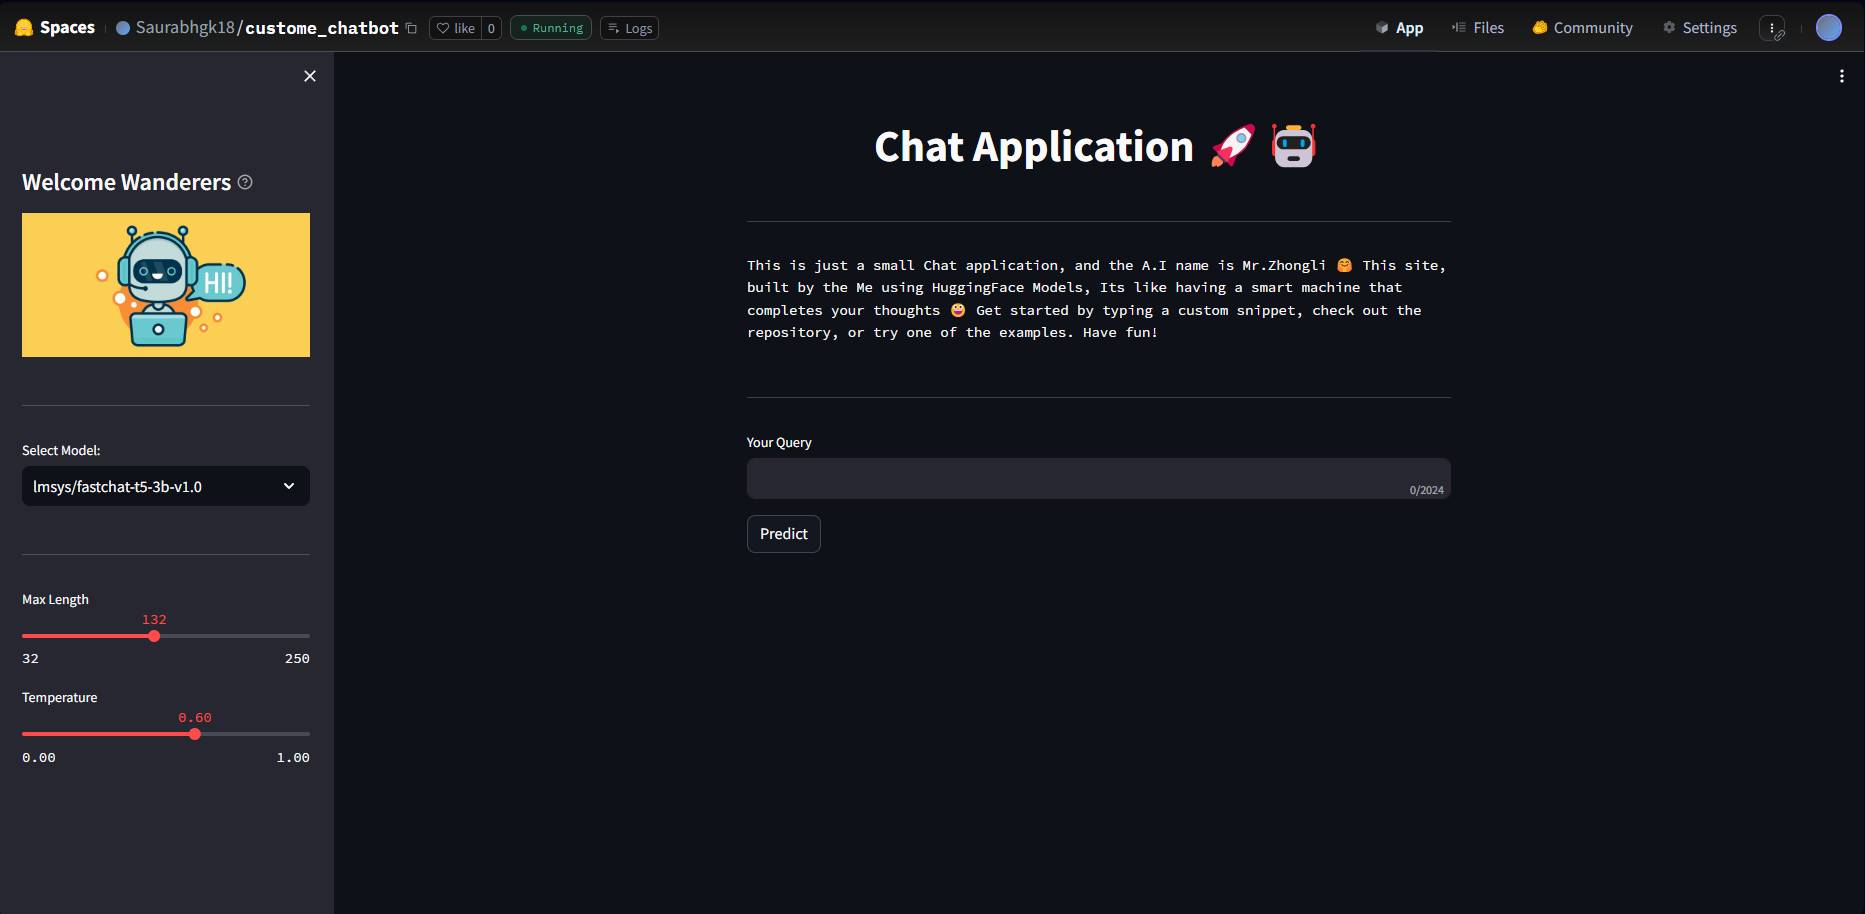 Spaces
Saurabhgk18/custome_chatbot
like 0
Running
Logs
App
Files
Community
Settings
Welcome Wanderers
HI!
Select Model:
lmsys/fastchat-t5-3b-v1.0
Max Length
132
32 250
Temperature
0.60
0.00 1.00
Chat Application
This is just a small Chat application, and the A.I name is Mr.Zhongli 🤗 This site,
built by the Me using HuggingFace Models, Its like having a smart machine that
completes your thoughts 😀 Get started by typing a custom snippet, check out the
repository, or try one of the examples. Have fun!
Your Query
0/2024
Predict